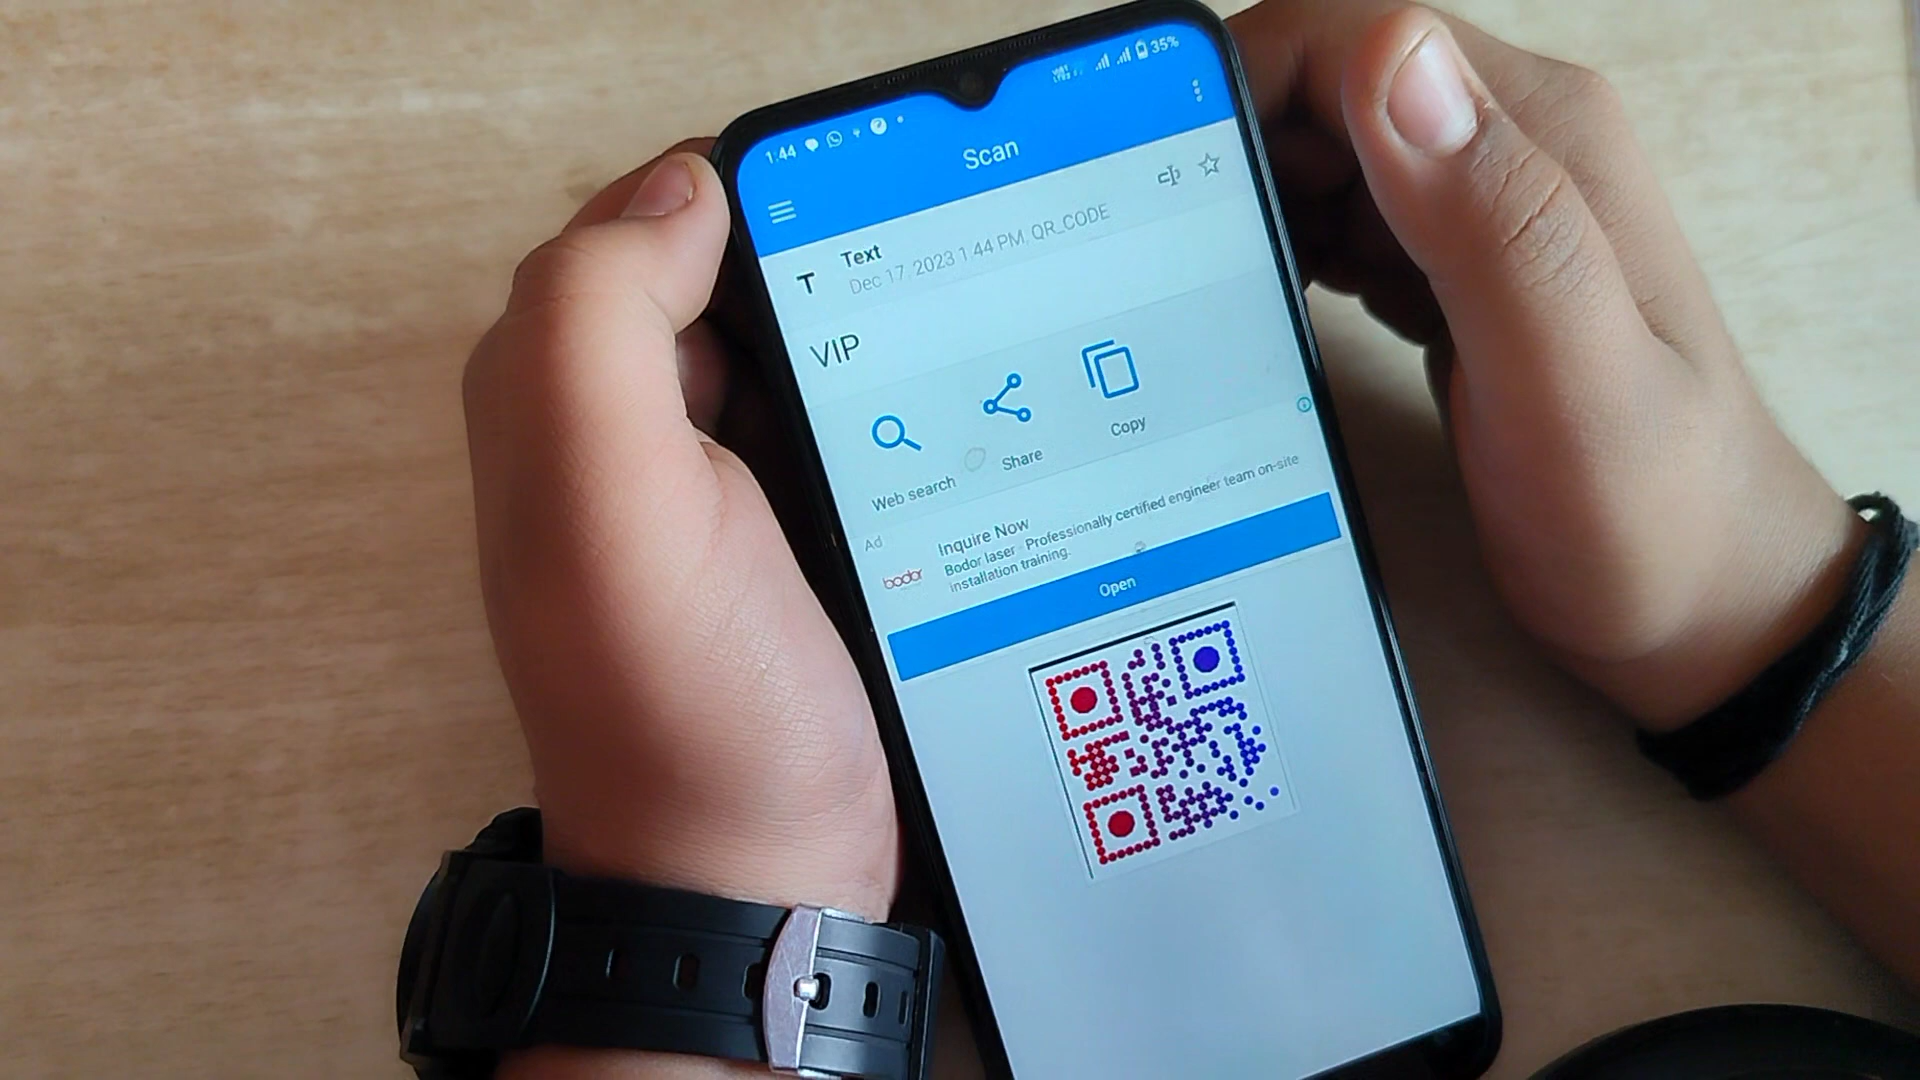 1:44
35%
Scan
Text
Dec 17, 2023 1:44 PM, QR_CODE
VIP
Web search
Share
Copy
Ad
Inquire Now
bodor
Bodor laser · Professionally certified engineer team on-site
installation training.
Open